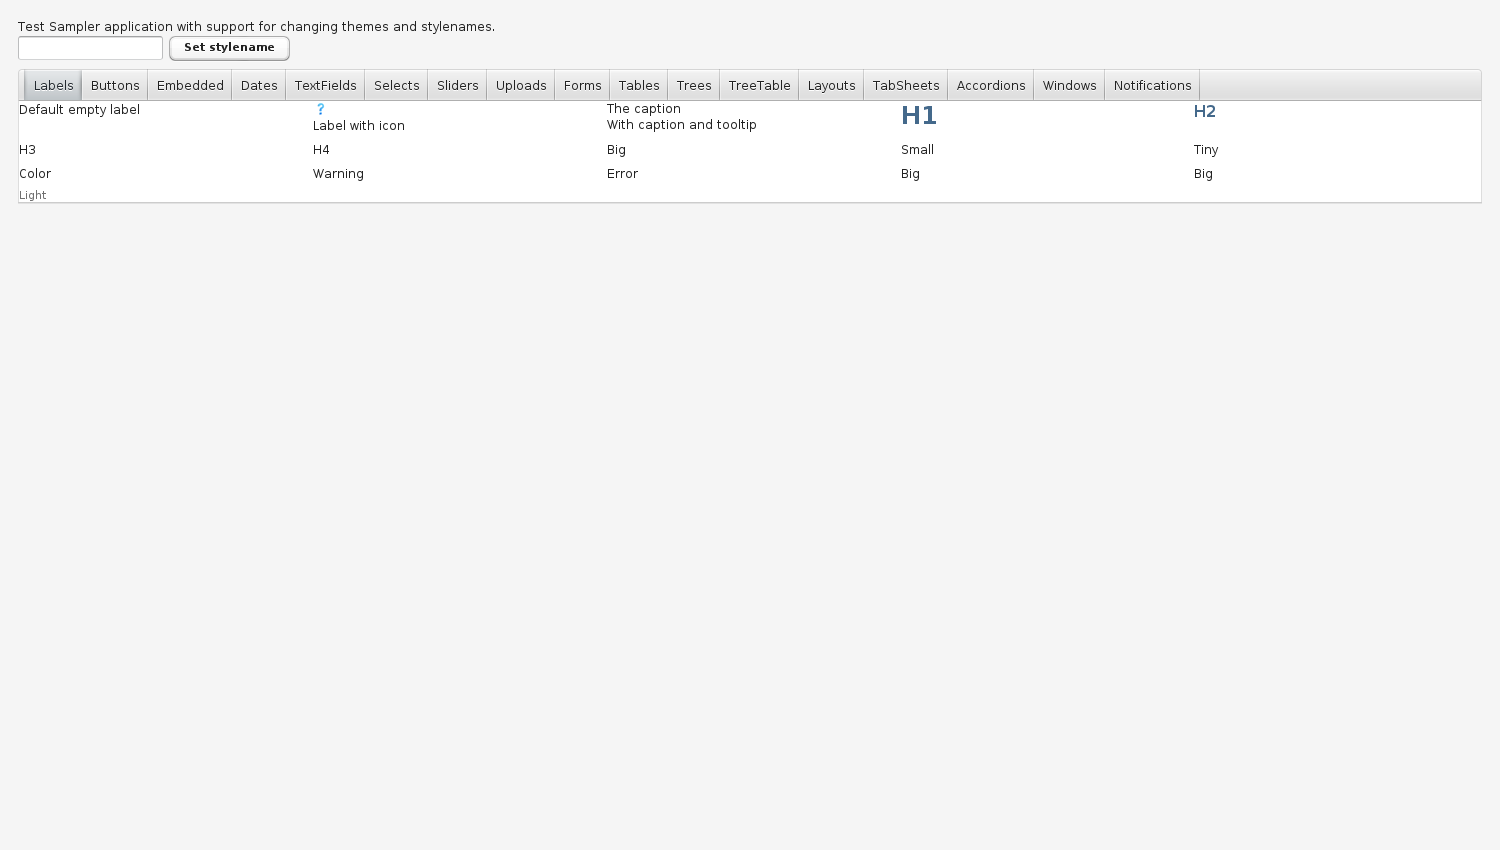 Test Sampler application with support for changing themes and stylenames.
Set stylename
Labels Buttons Embedded Dates TextFields Selects Sliders Uploads Forms Tables Trees TreeTable Layouts TabSheets Accordions Windows Notifications
Default empty label ? The caption H1 H2
Label with icon With caption and tooltip
H3 H4 Big Small Tiny
Color Warning Error Big Big
Light